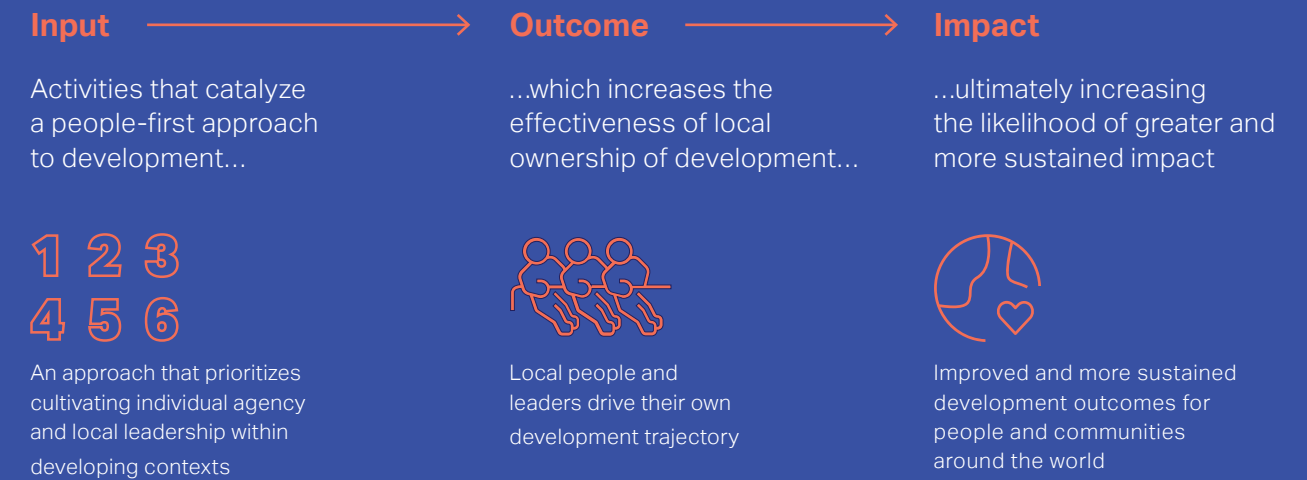 Input
Activities that catalyze
a people-first approach
to development...
1 2 3
4 5 6
An approach that prioritizes
cultivating individual agency
and local leadership within
developing contexts
Outcome
...which increases the
effectiveness of local
ownership of development...
Local people and
leaders drive their own
development trajectory
Impact
...ultimately increasing
the likelihood of greater and
more sustained impact
Improved and more sustained
development outcomes for
people and communities
around the world